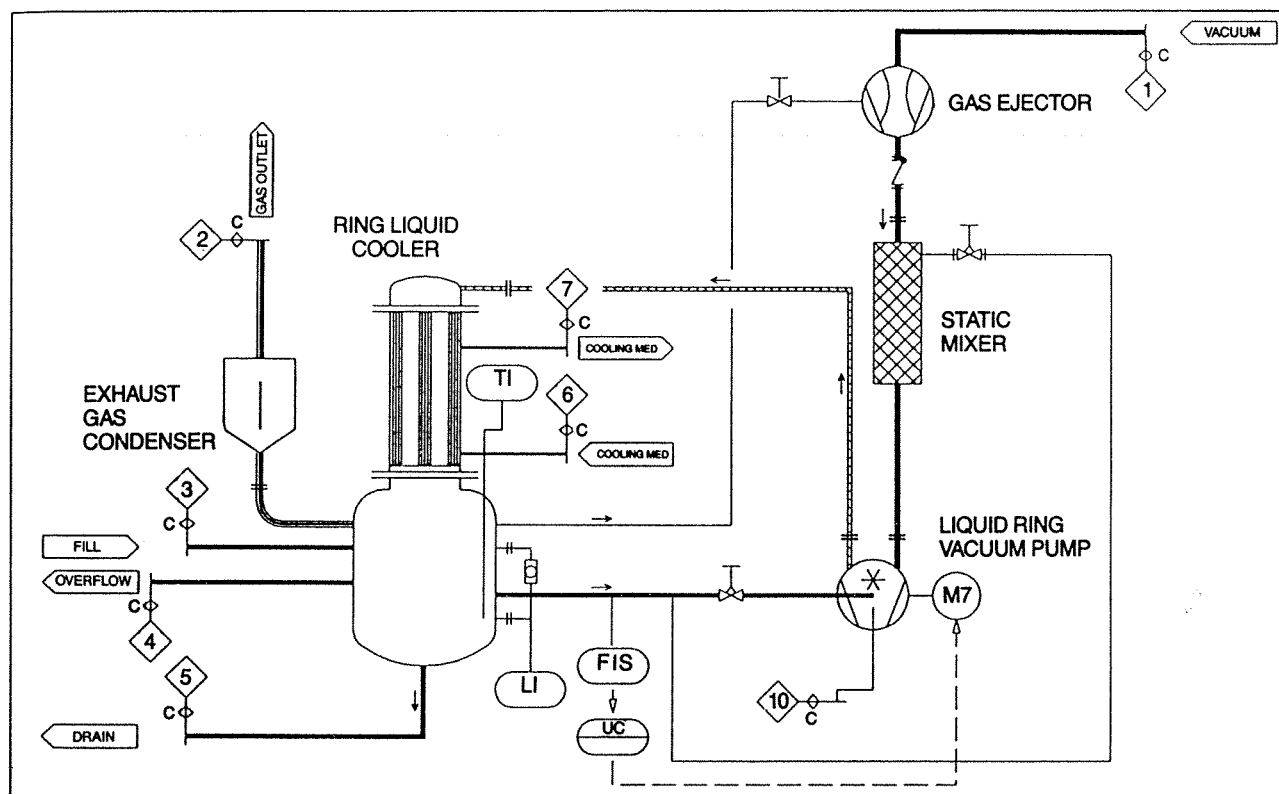 VACUUM
C
1
GAS EJECTOR
GAS OUTLET
C
2
RING LIQUID
COOLER
7
C
COOLING MED
STATIC
MIXER
TI
6
C
COOLING MED
EXHAUST
GAS
CONDENSER
3
C
FILL
OVERFLOW
C
4
LIQUID RING
VACUUM PUMP
M7
FIS
LI
UC
10
C
5
C
DRAIN